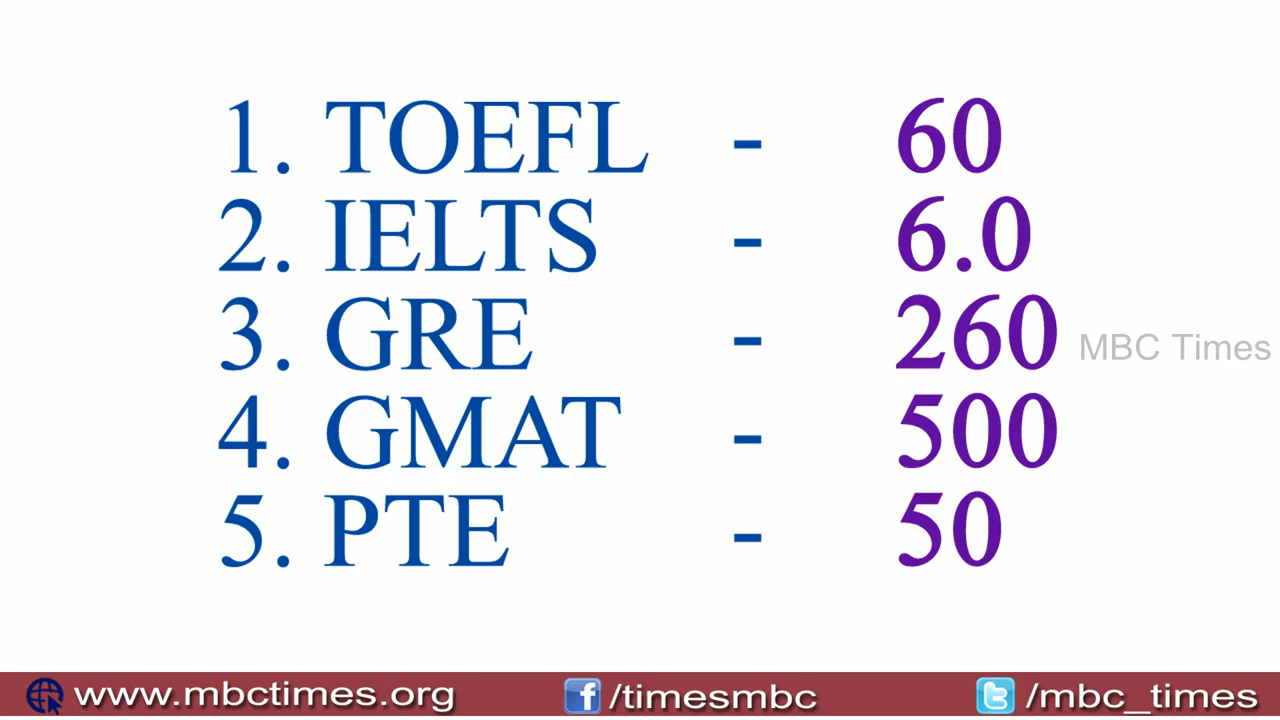 1. TOEFL - 60
2. IELTS - 6.0
3. GRE - 260
MBC Times
4. GMAT - 500
5. PTE - 50
www.mbctimes.org /timesmbc /mbc_times